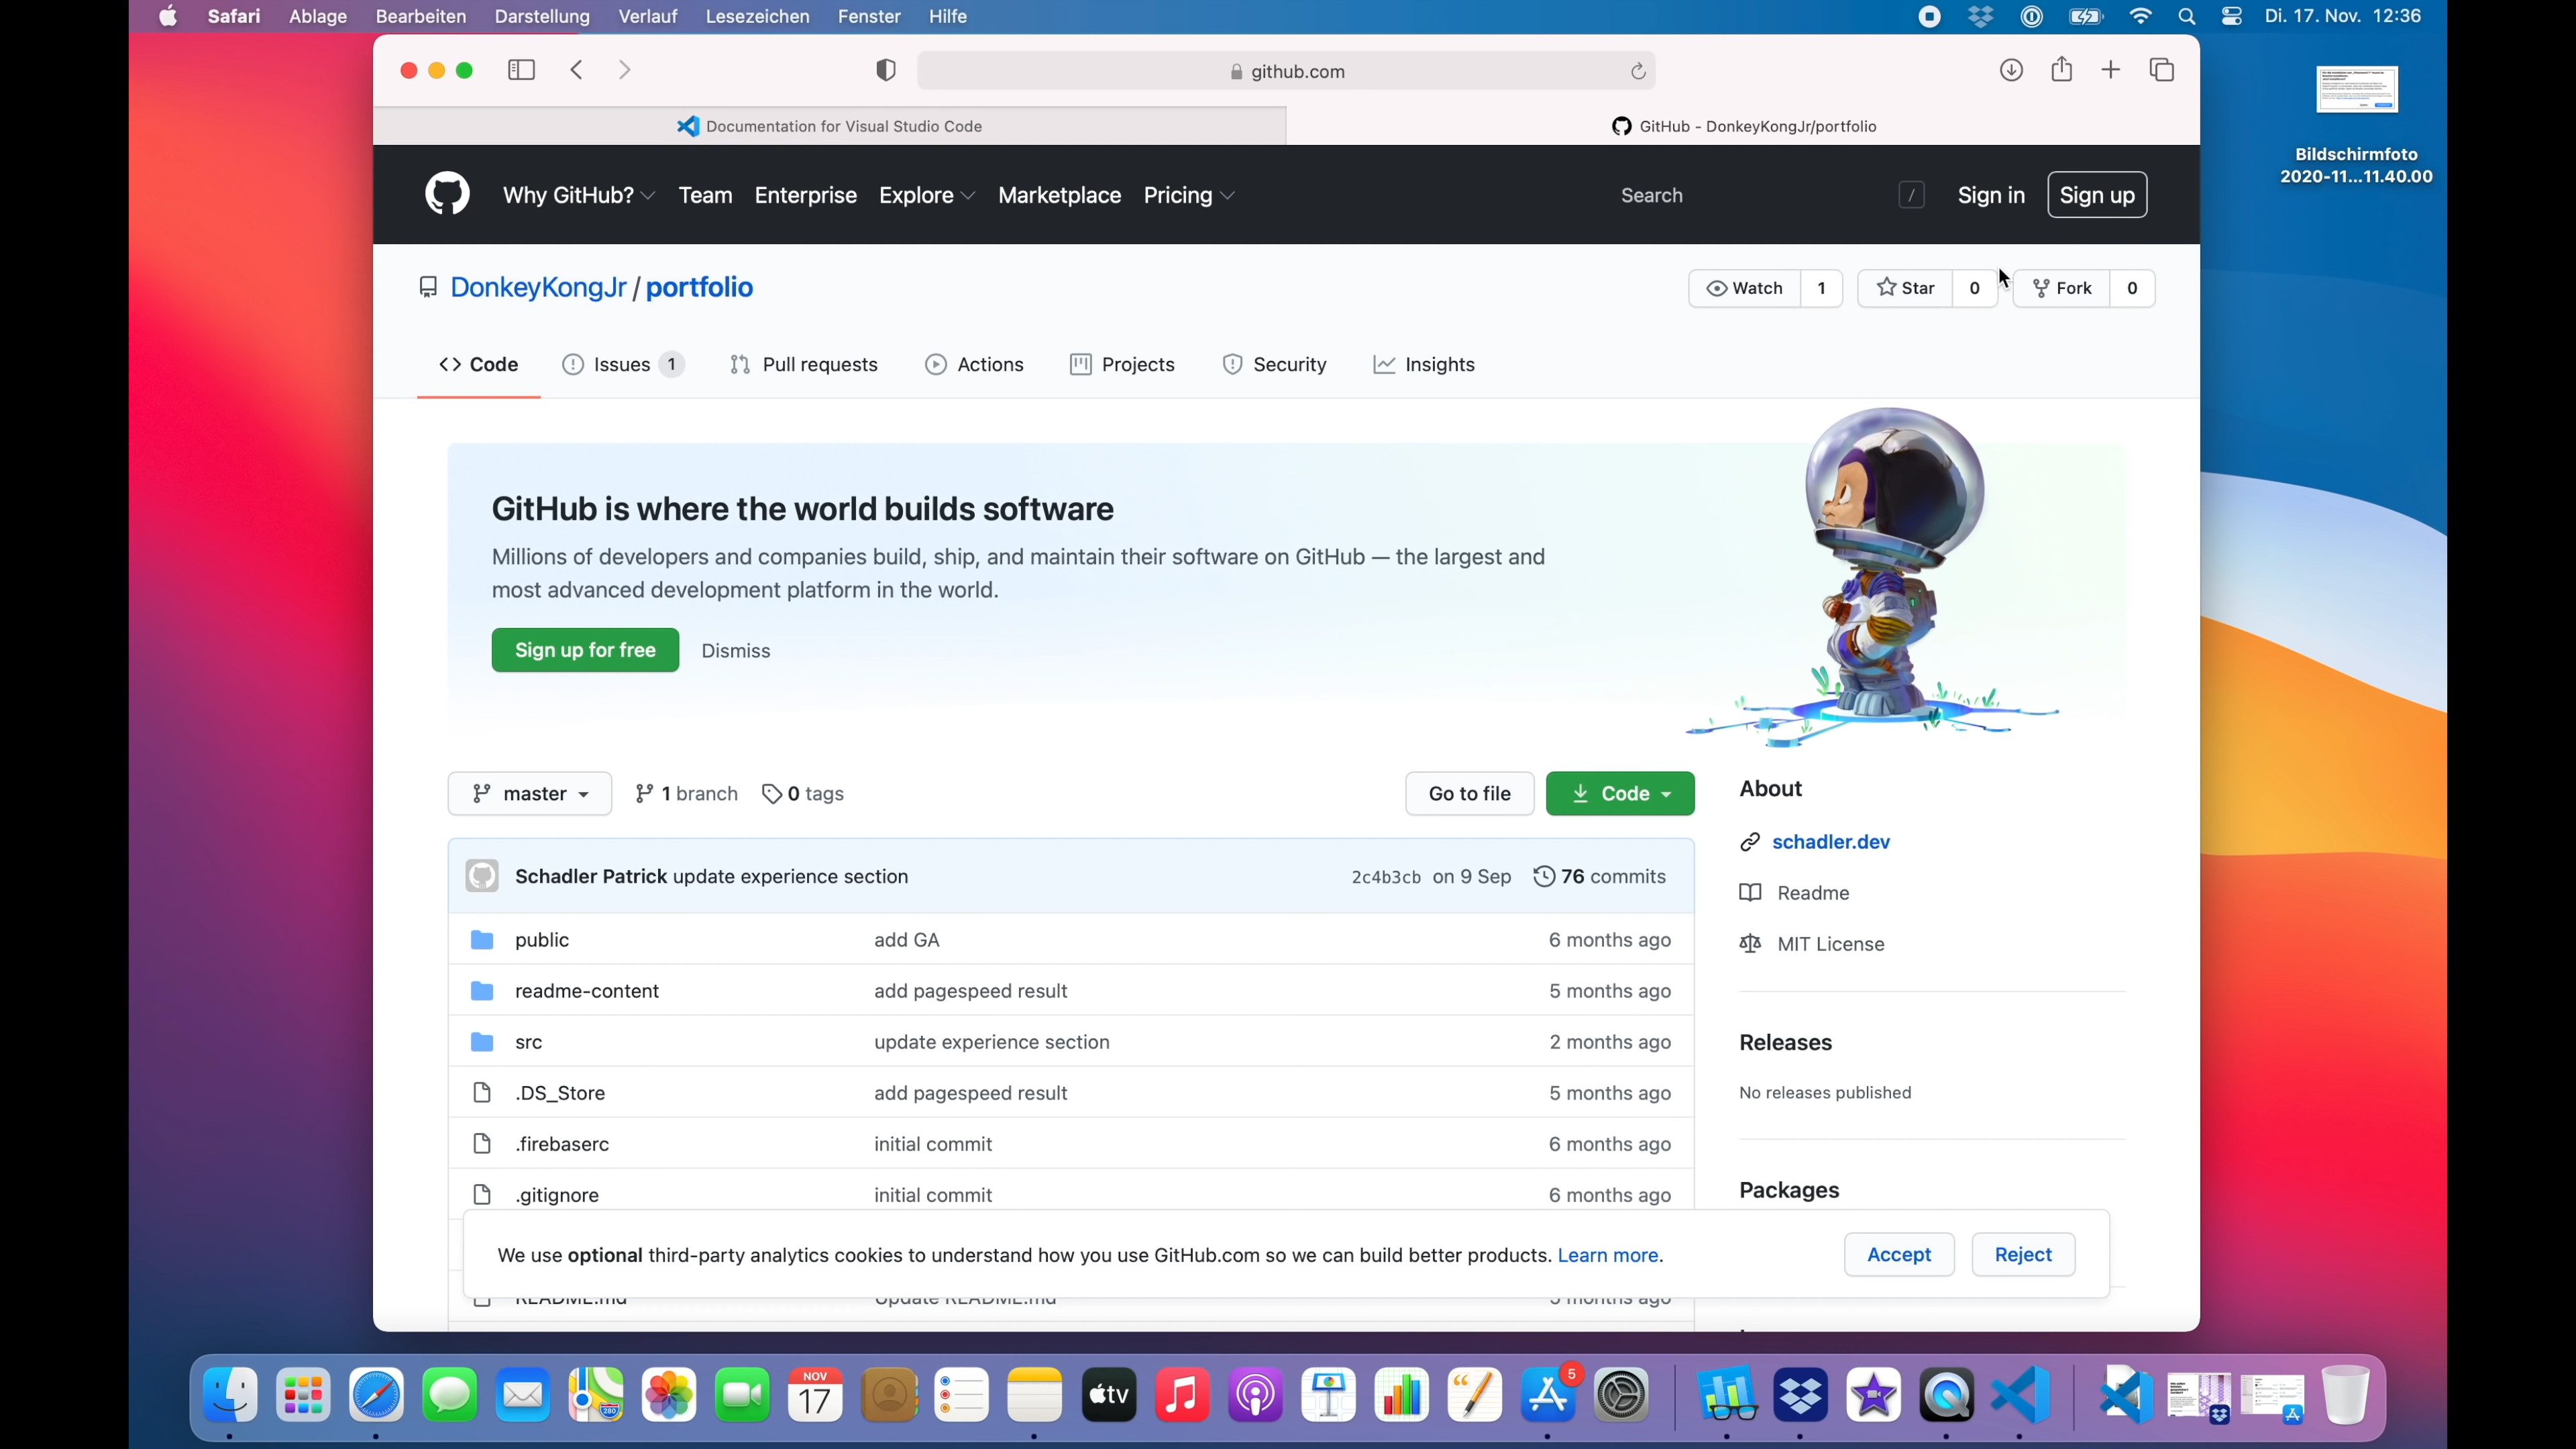 Safari Ablage Bearbeiten Darstellung Verlauf Lesezeichen Fenster Hilfe
Di. 17. Nov. 12:36
github.com
Documentation for Visual Studio Code
GitHub - DonkeyKongJr/portfolio
Bildschirmfoto
2020-11...11.40.00
Why GitHub? Team Enterprise Explore Marketplace Pricing
Search /
Sign in Sign up
DonkeyKongJr / portfolio
Watch 1 Star 0 Fork 0
Code Issues 1 Pull requests Actions Projects Security Insights
GitHub is where the world builds software
Millions of developers and companies build, ship, and maintain their software on GitHub — the largest and
most advanced development platform in the world.
Sign up for free Dismiss
master 1 branch 0 tags
Go to file Code
About
schadler.dev
Readme
MIT License
Releases
No releases published
Packages
Schadler Patrick update experience section 2c4b3cb on 9 Sep 76 commits
public add GA 6 months ago
readme-content add pagespeed result 5 months ago
src update experience section 2 months ago
.DS_Store add pagespeed result 5 months ago
.firebaserc initial commit 6 months ago
.gitignore initial commit 6 months ago
We use optional third-party analytics cookies to understand how you use GitHub.com so we can build better products. Learn more.
Accept Reject
README.md Update README.md 5 months ago
NOV
17
280
tv
5